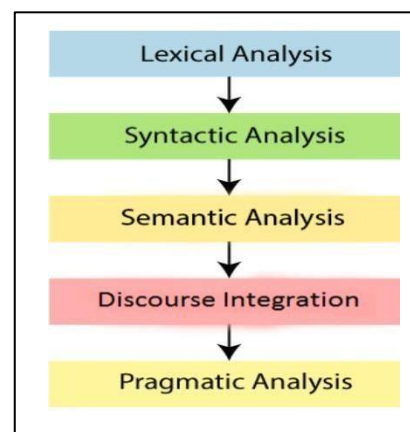 Lexical Analysis
Syntactic Analysis
Semantic Analysis
Discourse Integration
Pragmatic Analysis